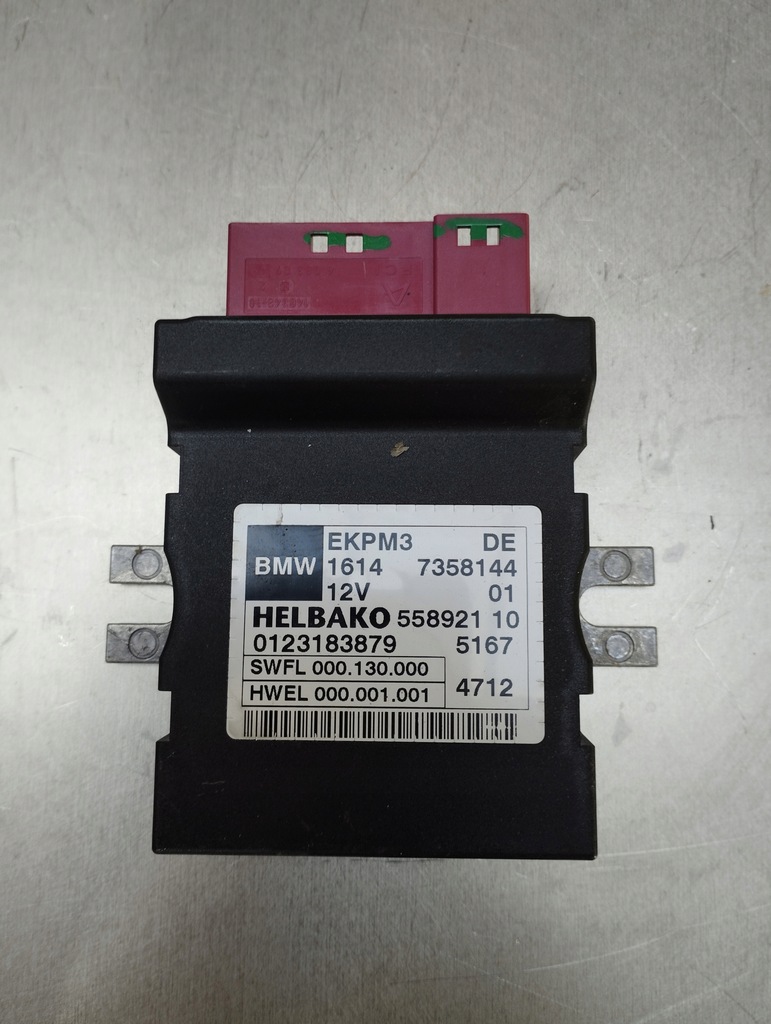 BMW
EKPM3 DE
1614 7358144
12V 01
HELBAKO 558921 10
0123183879 5167
SWFL 000.130.000
HWEL 000.001.001 4712